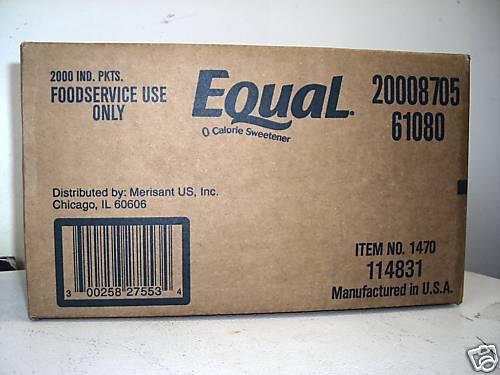 2000 IND. PKTS.
FOODSERVICE USE
ONLY
EQUAL.
0 Calorie Sweetener
20008705
61080
Distributed by: Merisant US, Inc.
Chicago, IL 60606
3 00258 27553 4
ITEM NO. 1470
114831
Manufactured in U.S.A.